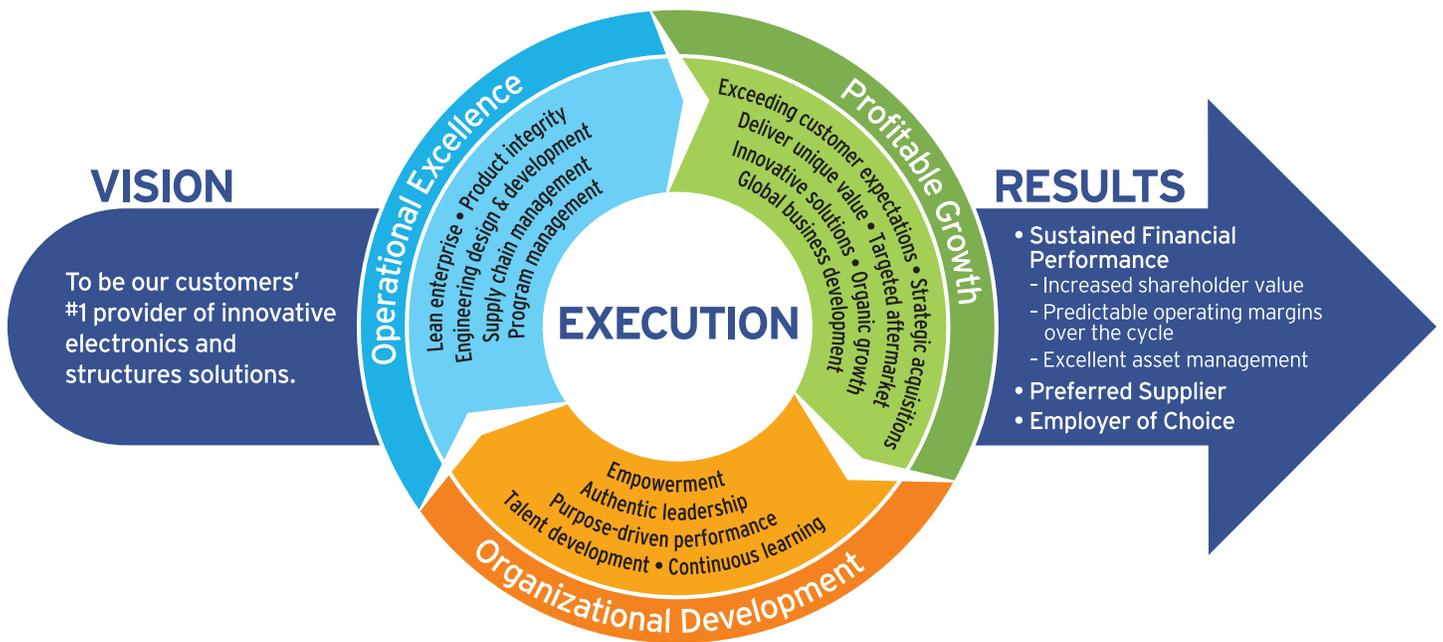 VISION
To be our customers'
#1 provider of innovative
electronics and
structures solutions.
Operational Excellence
Lean enterprise • Product integrity
Engineering design & development
Supply chain management
Program management
EXECUTION
Profitable Growth
Exceeding customer expectations • Strategic acquisitions
Deliver unique value • Targeted aftermarket
Innovative solutions • Organic growth
Global business development
Empowerment
Authentic leadership
Purpose-driven performance
Talent development • Continuous learning
Organizational Development
RESULTS
• Sustained Financial
Performance
– Increased shareholder value
– Predictable operating margins
over the cycle
– Excellent asset management
• Preferred Supplier
• Employer of Choice